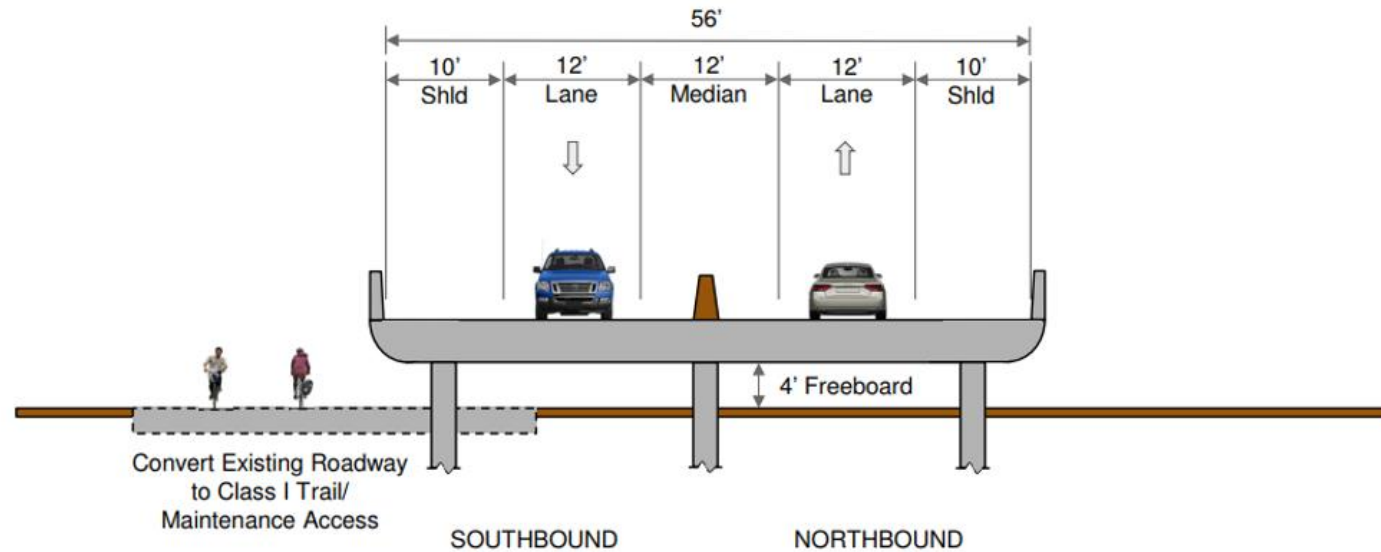 56’
10’ 12’ 12’ 12’ 10’
Shld Lane Median Lane Shld
4’ Freeboard
Convert Existing Roadway
to Class I Trail/
Maintenance Access
SOUTHBOUND NORTHBOUND